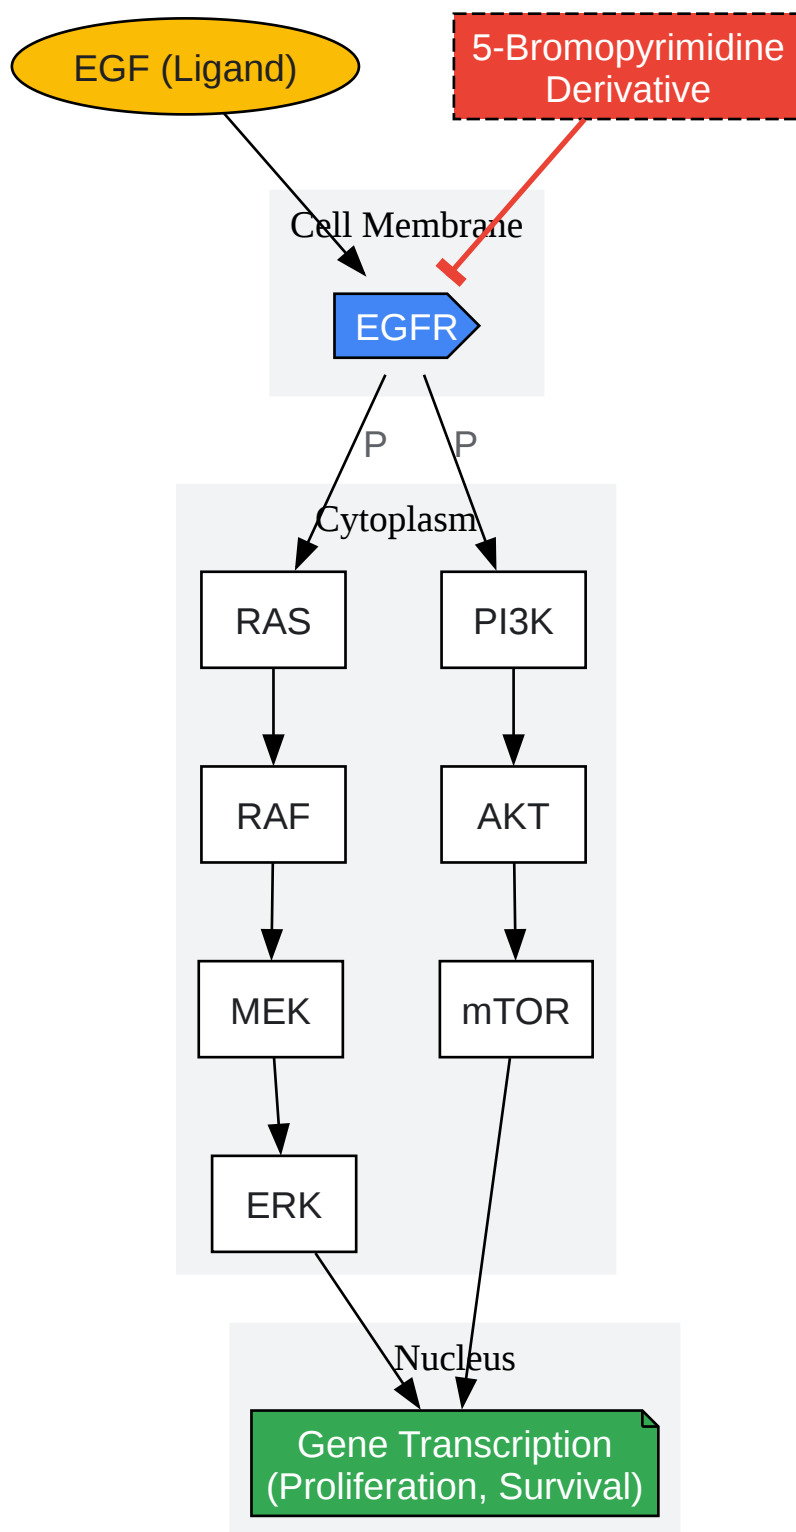 EGF (Ligand)
5-Bromopyrimidine
Derivative
Cell Membrane
EGFR
P
P
Cytoplasm
RAS
PI3K
RAF
AKT
MEK
mTOR
ERK
Nucleus
Gene Transcription
(Proliferation, Survival)